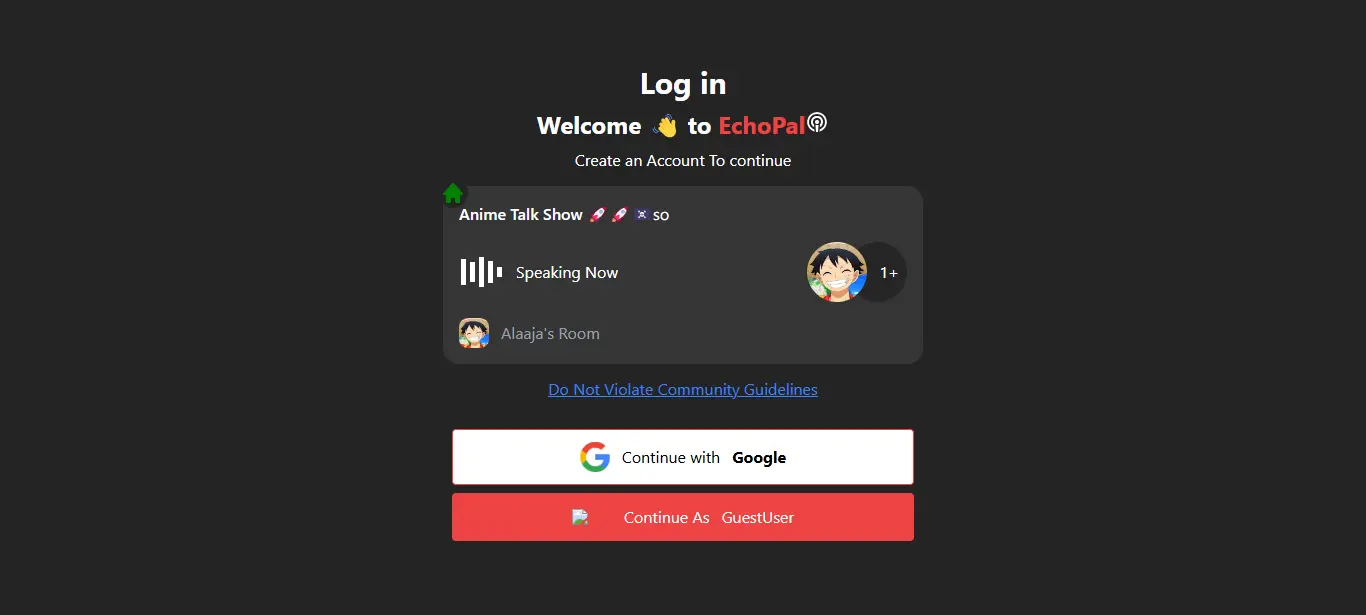 Log in
Welcome 👋 to EchoPal
Create an Account To continue
Anime Talk Show 🚀 🚀 so
Speaking Now
1+
Alaaja's Room
Do Not Violate Community Guidelines
Continue with Google
Continue As GuestUser